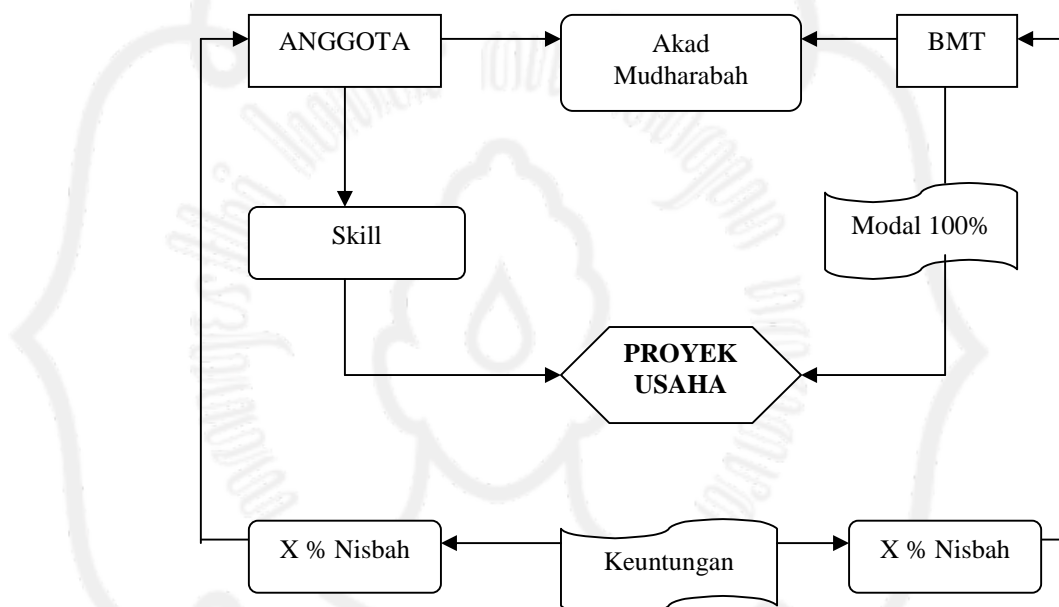 ANGGOTA
Akad
Mudharabah
BMT
Skill
Modal 100%
PROYEK
USAHA
X % Nisbah
Keuntungan
X % Nisbah